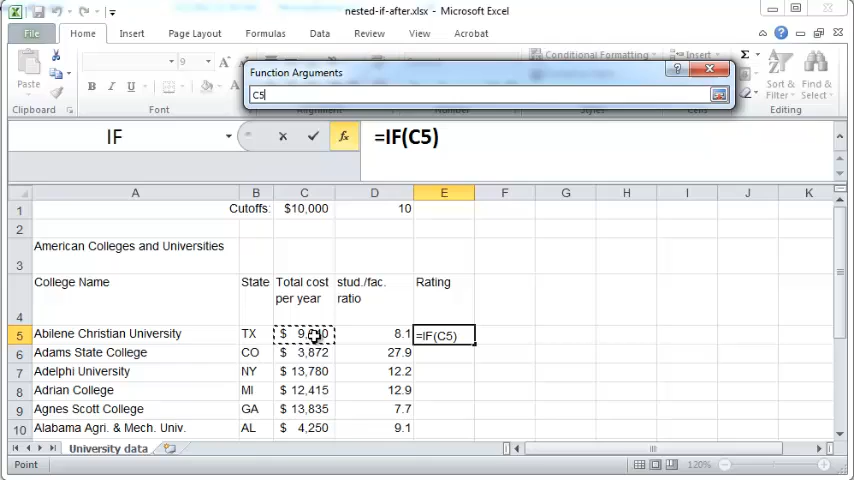 nested-if-after.xlsx - Microsoft Excel
File Home Insert Page Layout Formulas Data Review View Acrobat
Paste
Clipboard
B I U
Font
9
Conditional Formatting
Insert
Sort & Filter
Find & Select
Editing
Function Arguments
C5
IF
fx
=IF(C5)
A B C D E F G H I J K
1 Cutoffs: $10,000 10
2
3 American Colleges and Universities
4 College Name State Total cost per year stud./fac. ratio Rating
5 Abilene Christian University TX $ 8.1 =IF(C5)
6 Adams State College CO $ 3,872 27.9
7 Adelphi University NY $ 13,780 12.2
8 Adrian College MI $ 12,415 12.9
9 Agnes Scott College GA $ 13,835 7.7
10 Alabama Agri. & Mech. Univ. AL $ 4,250 9.1
University data
Point
120%